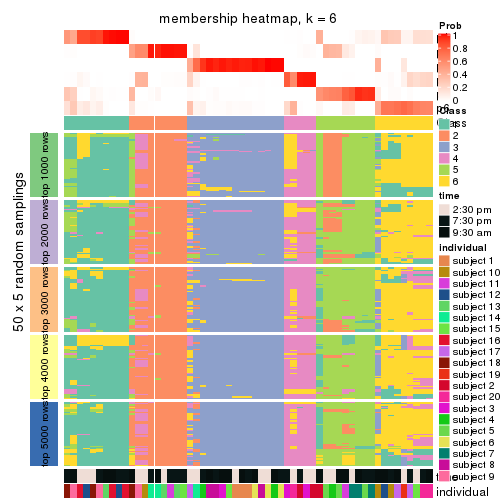 membership heatmap, k = 6
50 x 5 random samplings
top 1000 rows
top 2000 rows
top 3000 rows
top 4000 rows
top 5000 rows
Prob
1
0.8
0.6
0.4
0.2
0
Class
2
3
4
5
6
time
2:30 pm
7:30 pm
9:30 am
individual
subject 1
subject 10
subject 11
subject 12
subject 13
subject 14
subject 15
subject 16
subject 17
subject 18
subject 19
subject 2
subject 20
subject 3
subject 4
subject 5
subject 6
subject 7
subject 8
subject 9
individual